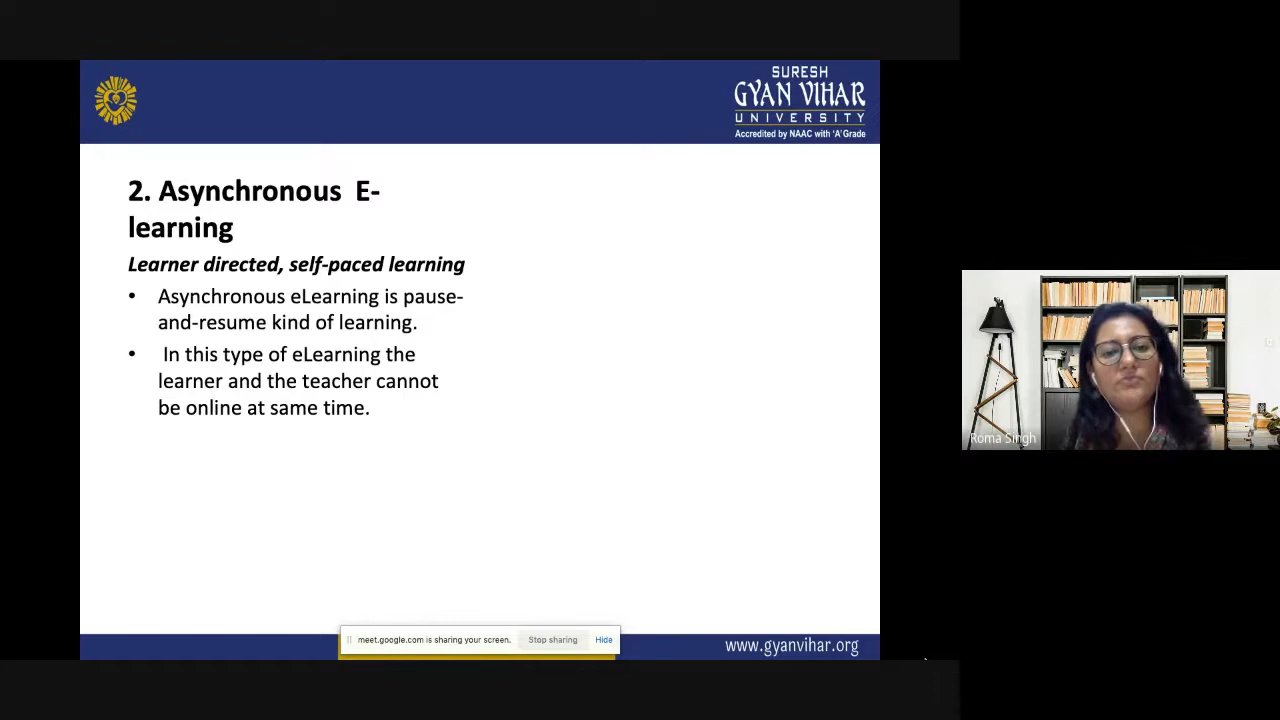 SURESH
GYAN VIHAR
UNIVERSITY
Accredited by NAAC with 'A' Grade
2. Asynchronous E-
learning
Learner directed, self-paced learning
• Asynchronous eLearning is pause-
and-resume kind of learning.
• In this type of eLearning the
learner and the teacher cannot
be online at same time.
Roma Singh
meet.google.com is sharing your screen. Stop sharing Hide
www.gyanvihar.org